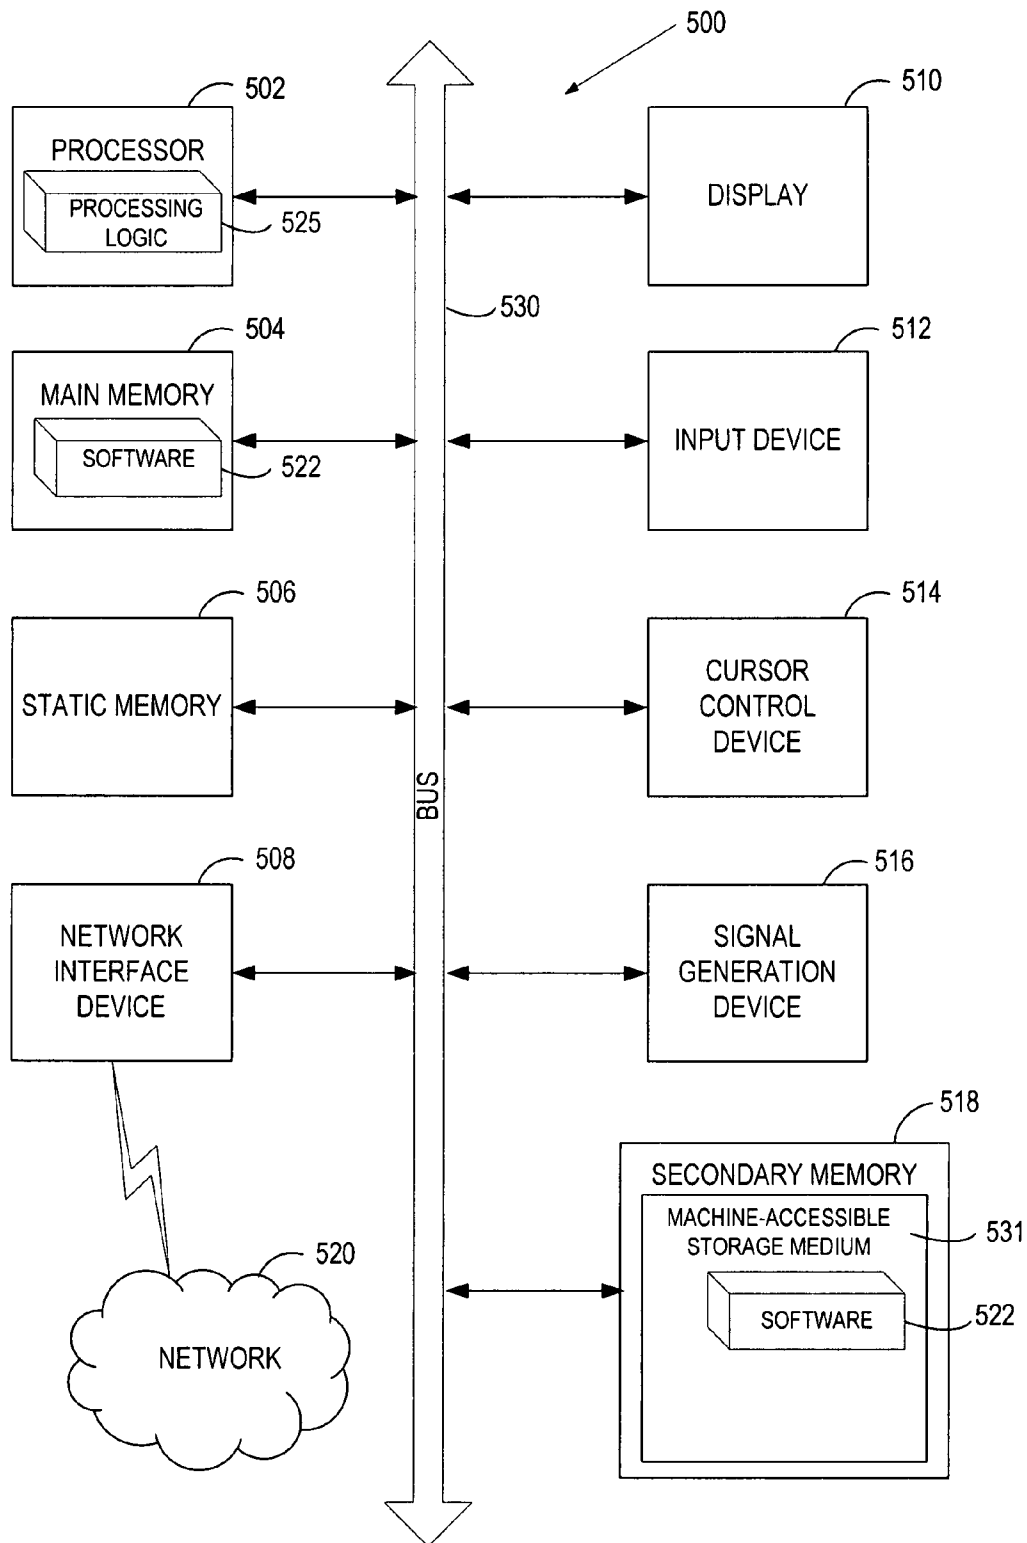 500
502
PROCESSOR
PROCESSING
LOGIC
525
510
DISPLAY
530
504
MAIN MEMORY
SOFTWARE
522
512
INPUT DEVICE
506
STATIC MEMORY
514
CURSOR
CONTROL
DEVICE
BUS
508
NETWORK
INTERFACE
DEVICE
516
SIGNAL
GENERATION
DEVICE
518
SECONDARY MEMORY
MACHINE-ACCESSIBLE
STORAGE MEDIUM
531
SOFTWARE
522
520
NETWORK